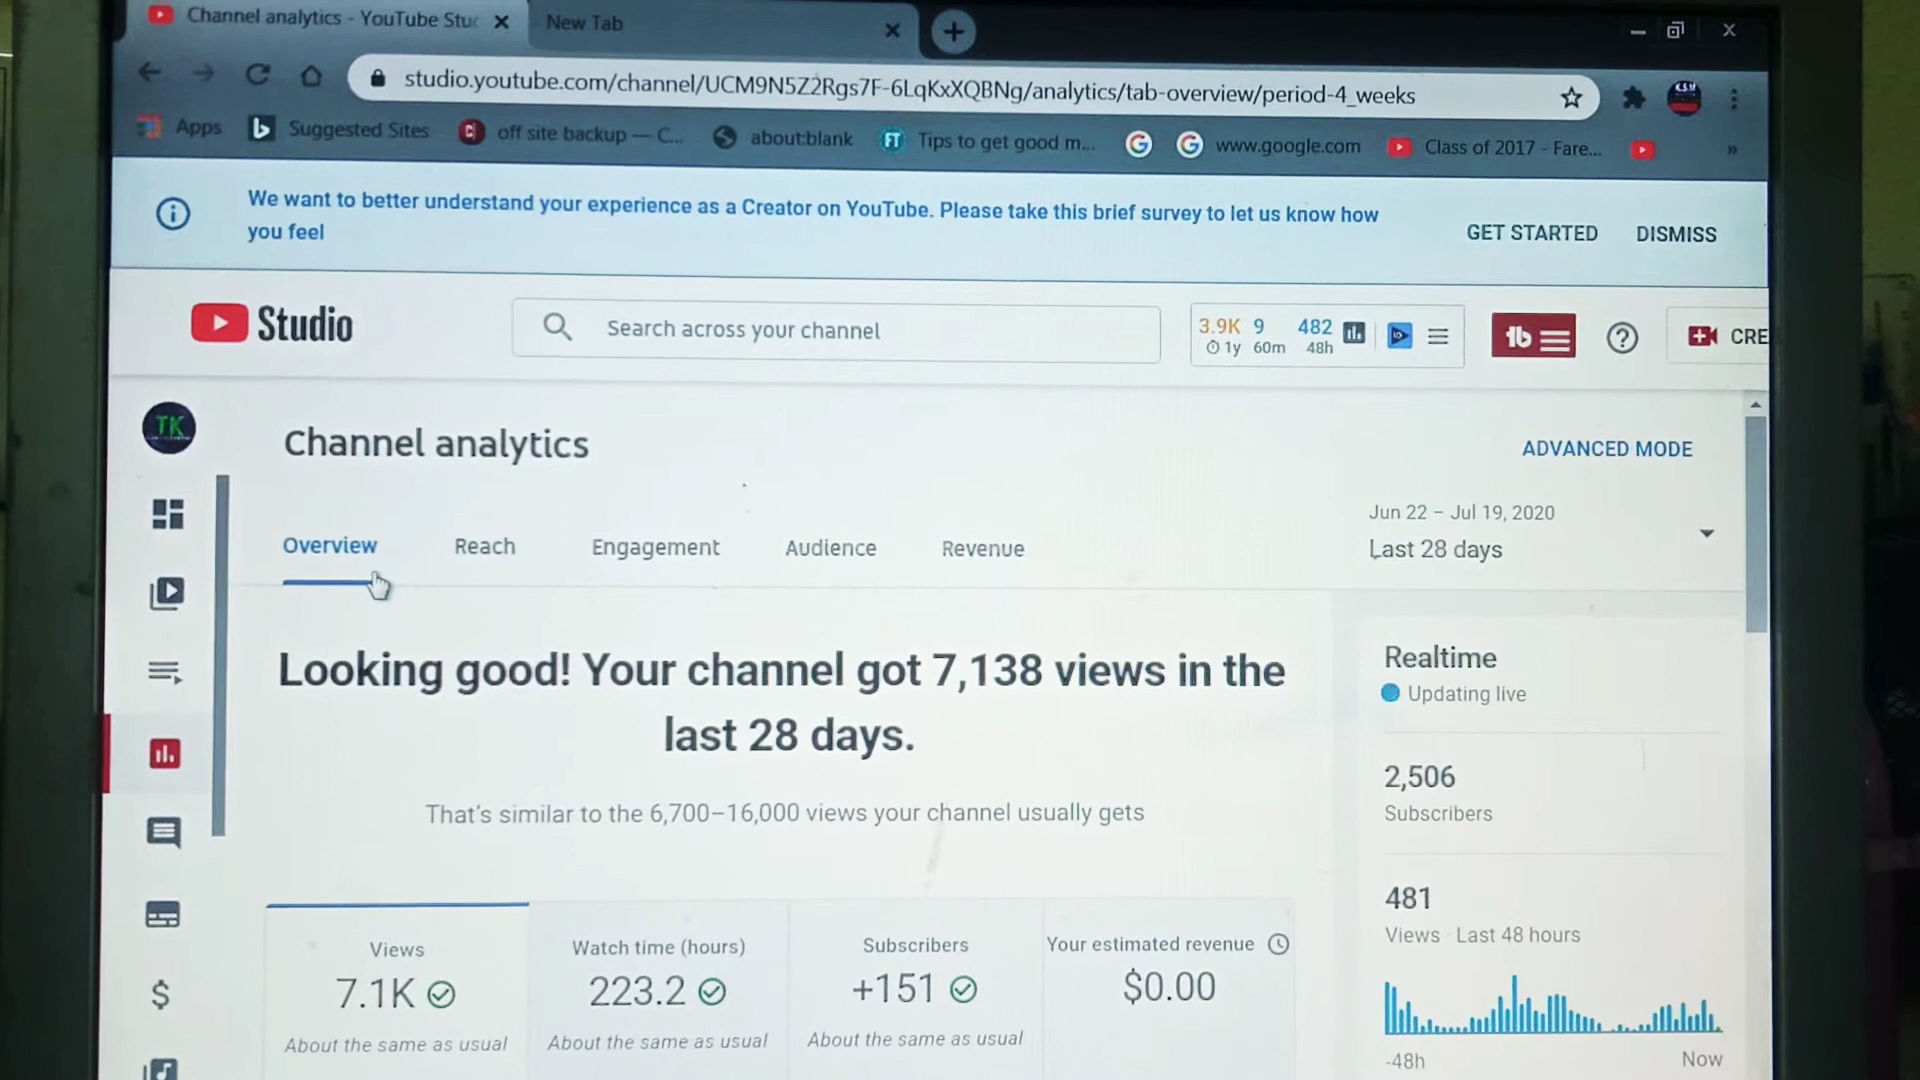 Channel analytics - YouTube Stu
New Tab
studio.youtube.com/channel/UCM9N5Z2Rgs7F-6LqKxXQBNg/analytics/tab-overview/period-4_weeks
Apps
Suggested Sites
off site backup — C...
about:blank
FT
Tips to get good m...
www.google.com
Class of 2017 - Fare...
We want to better understand your experience as a Creator on YouTube. Please take this brief survey to let us know how
you feel
GET STARTED
DISMISS
Studio
Search across your channel
3.9K 9 482
1y 60m 48h
tb
CRE
TK
Channel analytics
ADVANCED MODE
Overview
Reach
Engagement
Audience
Revenue
Jun 22 – Jul 19, 2020
Last 28 days
Looking good! Your channel got 7,138 views in the
last 28 days.
That's similar to the 6,700–16,000 views your channel usually gets
Realtime
Updating live
2,506
Subscribers
481
Views · Last 48 hours
-48h
Now
Views
7.1K
About the same as usual
Watch time (hours)
223.2
About the same as usual
Subscribers
+151
About the same as usual
Your estimated revenue
$0.00